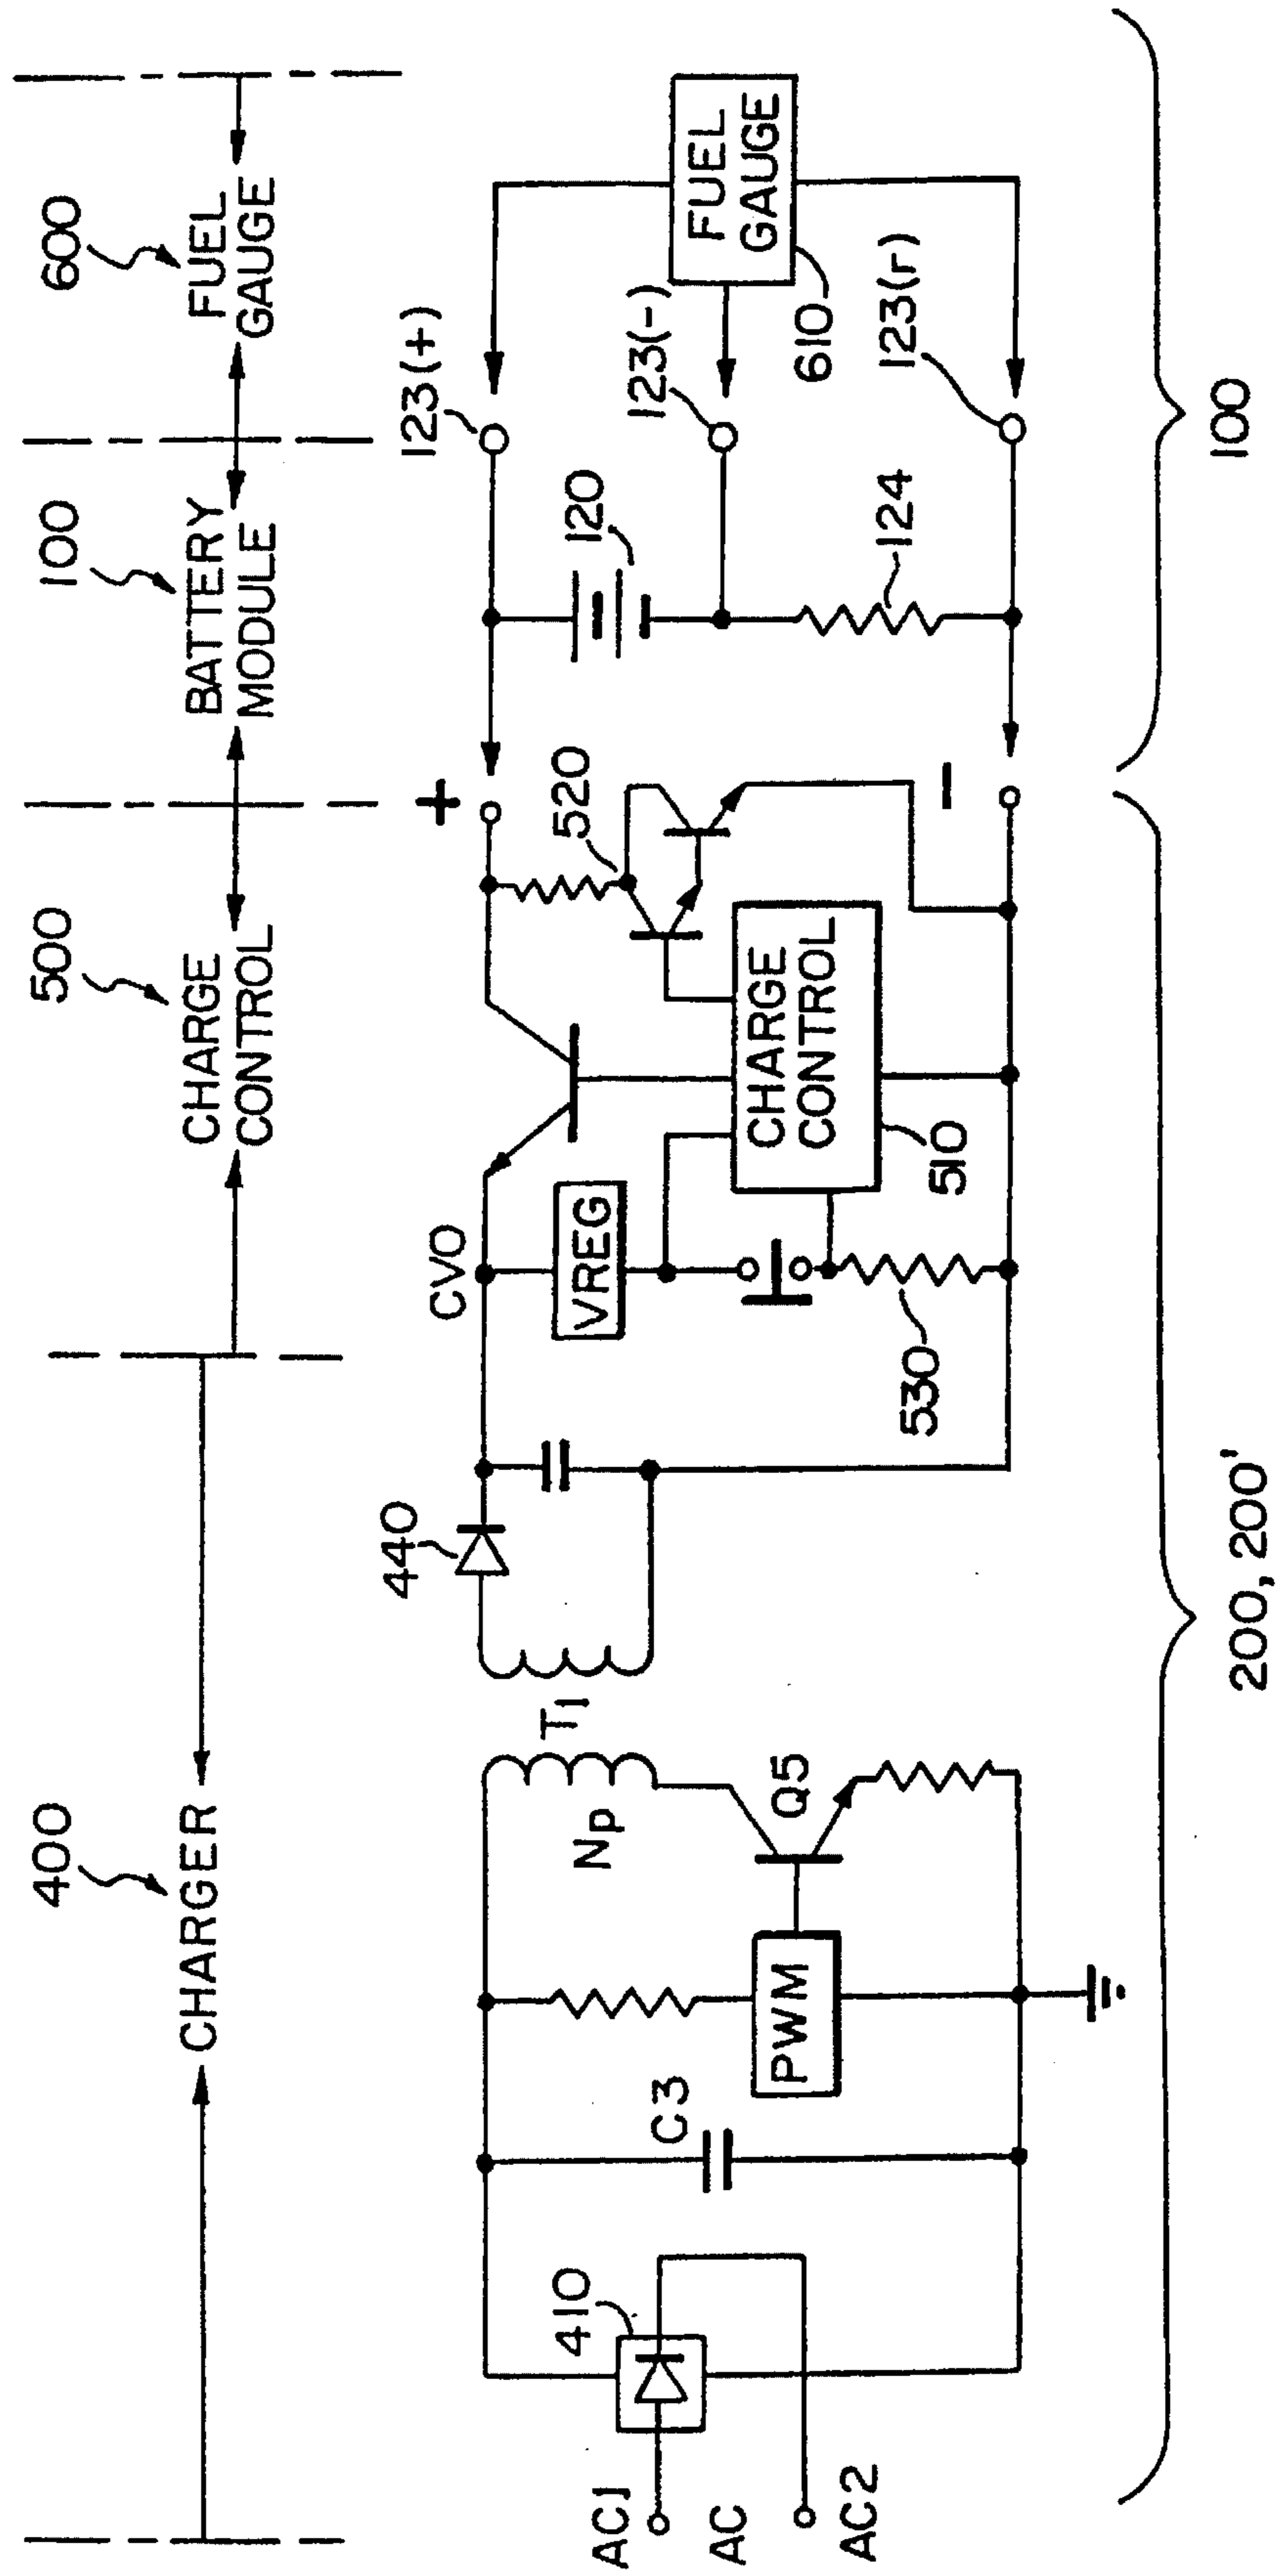 400
CHARGER
500
CHARGE
CONTROL
100
BATTERY
MODULE
600
FUEL
GAUGE
AC1
AC
AC2
410
C3
PWM
Np
T1
Q5
440
CVO
VREG
530
CHARGE
CONTROL
510
520
+
-
120
124
123(+)
123(-)
123(r)
FUEL
GAUGE
610
200, 200'
100